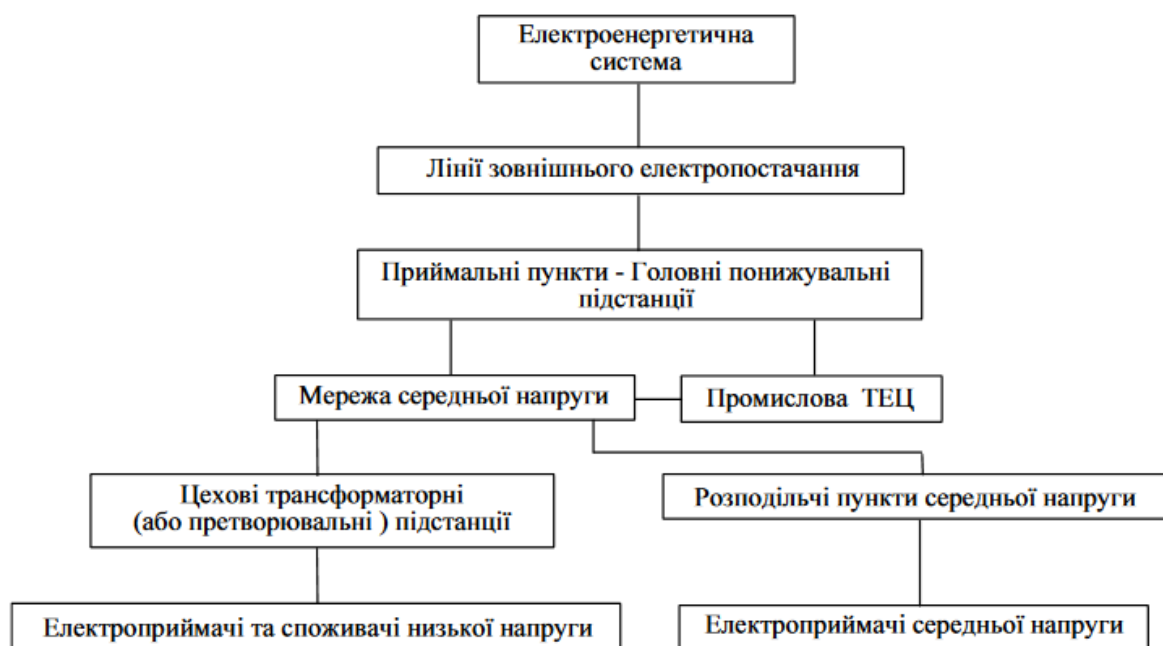 Електроенергетична
система
Лінії зовнішнього електропостачання
Приймальні пункти - Головні понижувальні
підстанції
Мережа середньої напруги
Промислова ТЕЦ
Цехові трансформаторні
(або претворювальні ) підстанції
Розподільчі пункти середньої напруги
Електроприймачі та споживачі низької напруги
Електроприймачі середньої напруги